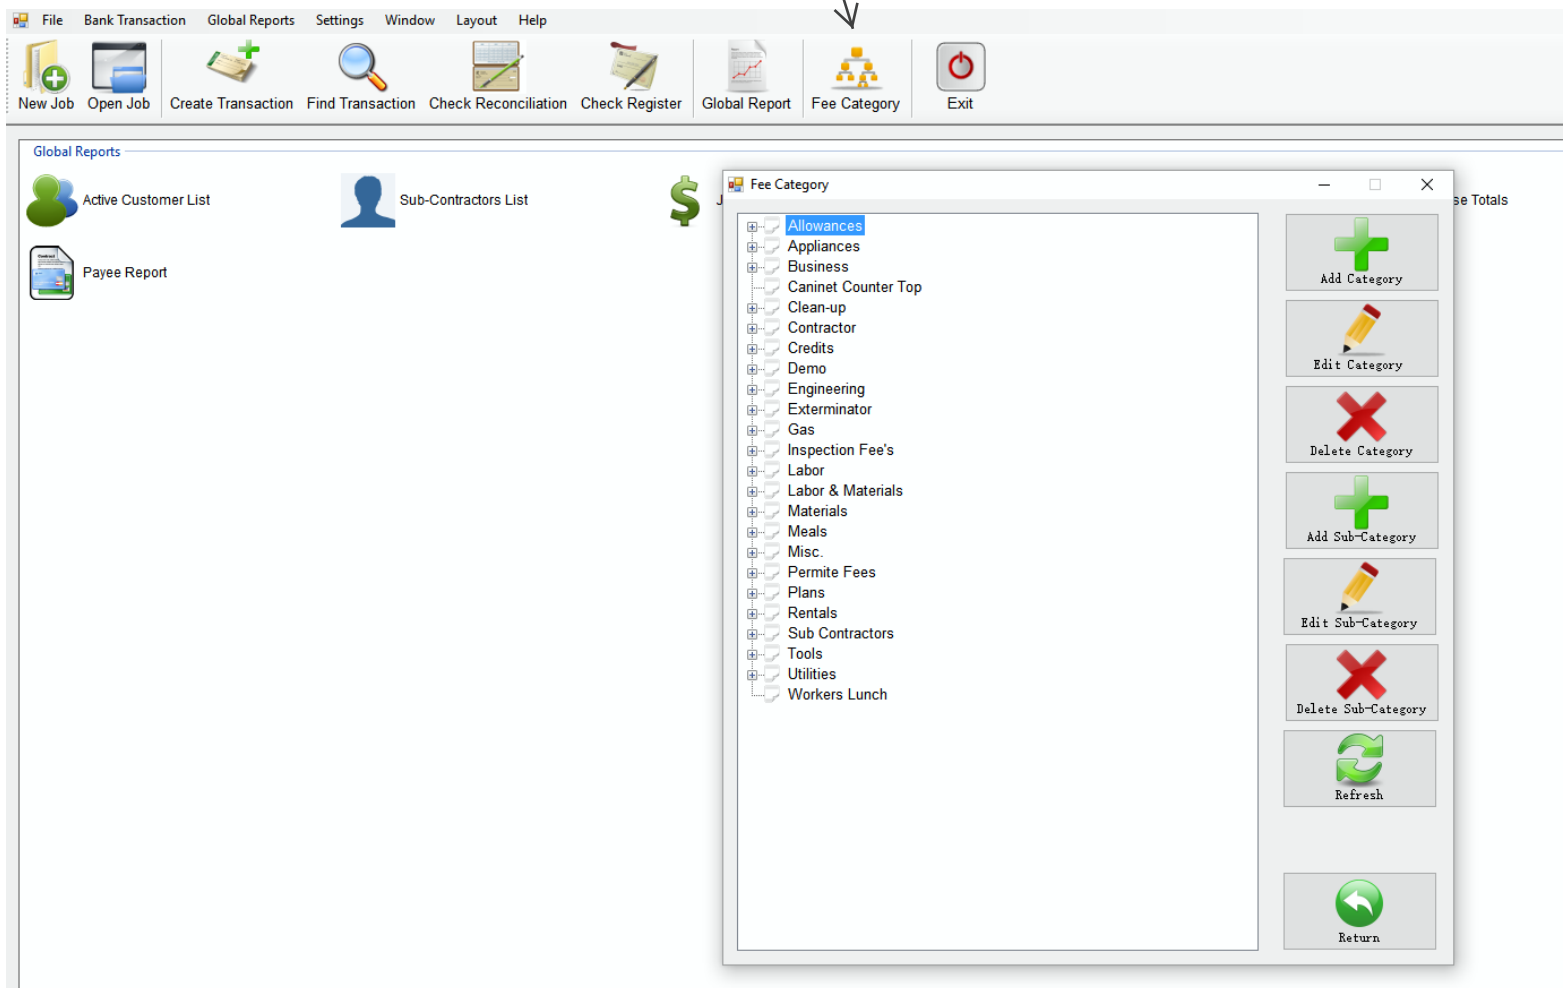 File Bank Transaction Global Reports Settings Window Layout Help
New Job Open Job Create Transaction Find Transaction Check Reconciliation Check Register Global Report Fee Category Exit
Global Reports
Active Customer List Sub-Contractors List J se Totals
Payee Report
Fee Category
Allowances
Appliances
Business
Caninet Counter Top
Clean-up
Contractor
Credits
Demo
Engineering
Exterminator
Gas
Inspection Fee's
Labor
Labor & Materials
Materials
Meals
Misc.
Permite Fees
Plans
Rentals
Sub Contractors
Tools
Utilities
Workers Lunch
Add Category
Edit Category
Delete Category
Add Sub-Category
Edit Sub-Category
Delete Sub-Category
Refresh
Return